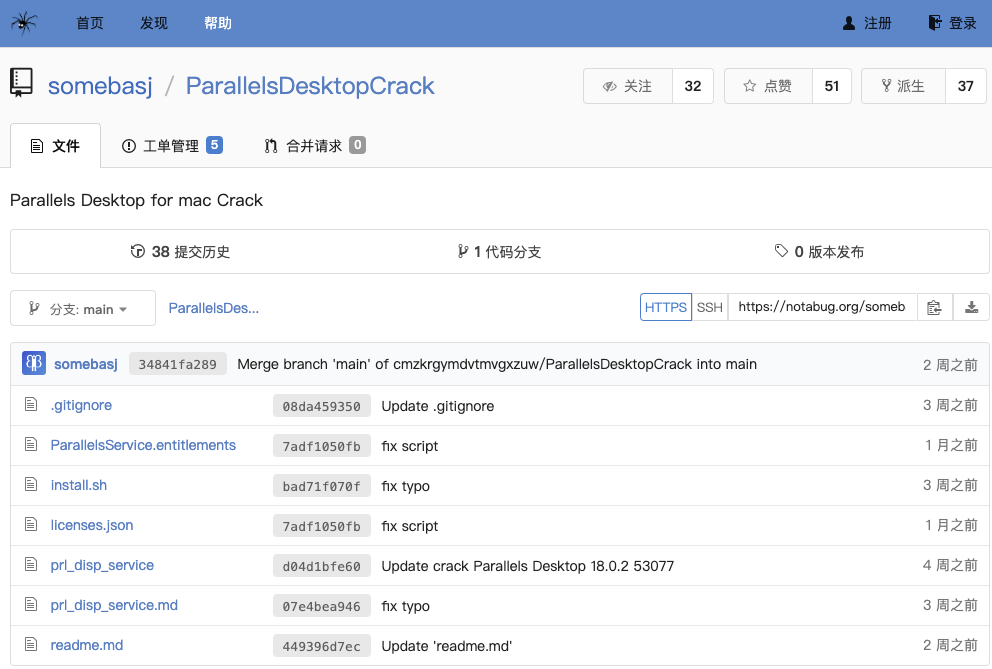 首页 发现 帮助 注册 登录
somebasj / ParallelsDesktopCrack 关注 32 点赞 51 派生 37
文件 工单管理 5 合并请求 0
Parallels Desktop for mac Crack
38 提交历史 1 代码分支 0 版本发布
分支: main ParallelsDes... HTTPS SSH https://notabug.org/someb
somebasj 34841fa289 Merge branch 'main' of cmzkrgymdvtmvgxzuw/ParallelsDesktopCrack into main 2 周之前
.gitignore 08da459350 Update .gitignore 3 周之前
ParallelsService.entitlements 7adf1050fb fix script 1 月之前
install.sh bad71f070f fix typo 3 周之前
licenses.json 7adf1050fb fix script 1 月之前
prl_disp_service d04d1bfe60 Update crack Parallels Desktop 18.0.2 53077 4 周之前
prl_disp_service.md 07e4bea946 fix typo 3 周之前
readme.md 449396d7ec Update 'readme.md' 2 周之前